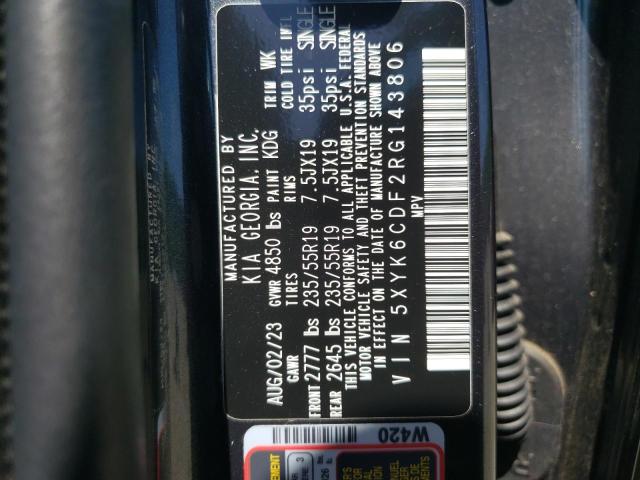 MANUFACTURED BY
KIA GEORGIA, INC.
AUG/02/23 GVWR 4850 lbs PAINT KDG TRIM WK
GAWR TIRES RIMS COLD TIRE INFL
FRONT 2777 lbs 235/55R19 7.5JX19 35psi SINGLE
REAR 2645 lbs 235/55R19 7.5JX19 35psi SINGLE
THIS VEHICLE CONFORMS TO ALL APPLICABLE U.S.A. FEDERAL
MOTOR VEHICLE SAFETY AND THEFT PREVENTION STANDARDS
IN EFFECT ON THE DATE OF MANUFACTURE SHOWN ABOVE
VIN 5XYK6CDF2RG143806
MPV
W420